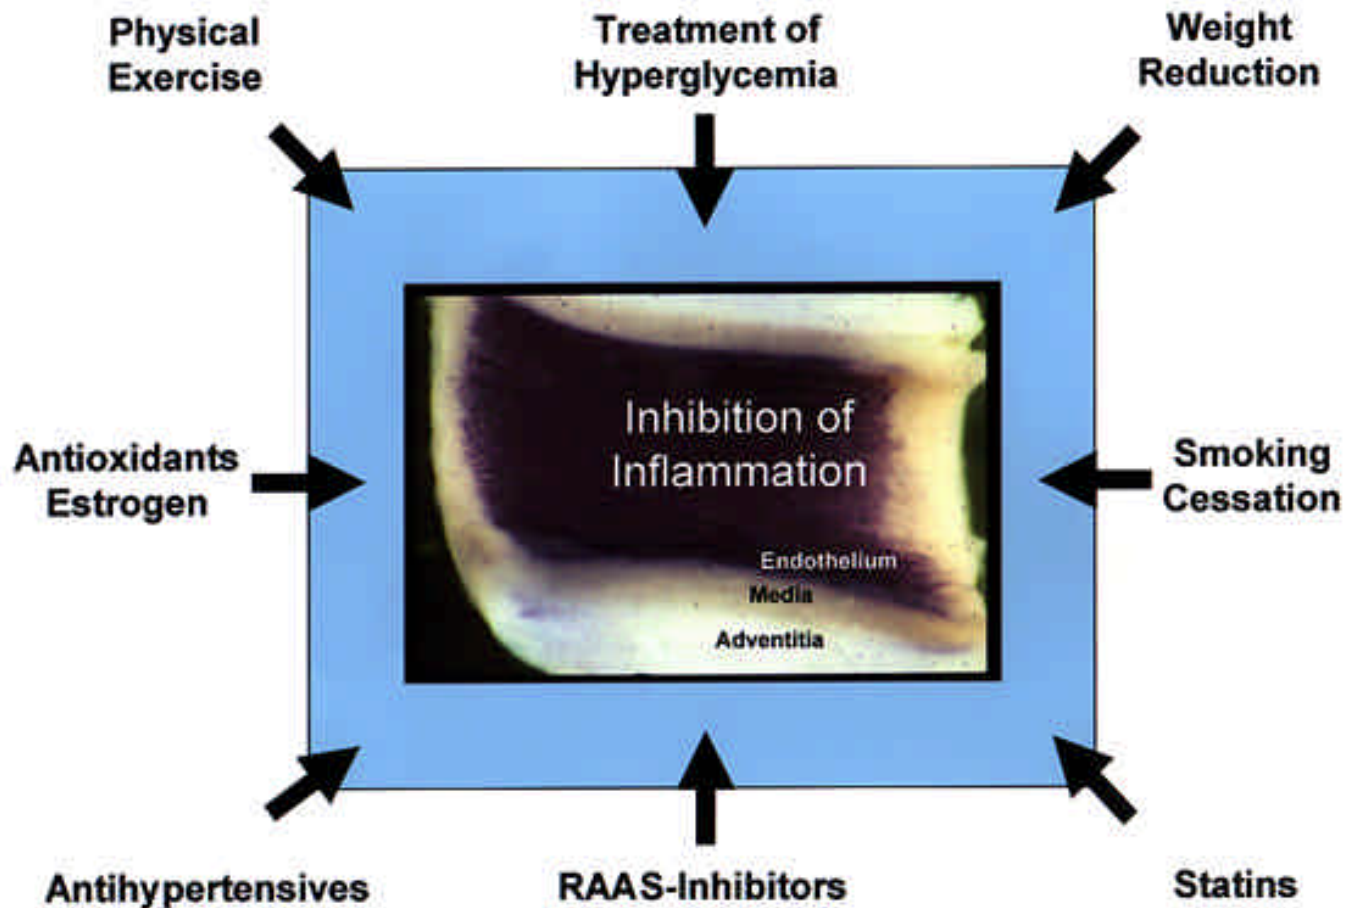 Physical
Exercise
Treatment of
Hyperglycemia
Weight
Reduction
Antioxidants
Estrogen
Inhibition of
Inflammation
Smoking
Cessation
Endothelium
Media
Adventitia
Antihypertensives
RAAS-Inhibitors
Statins